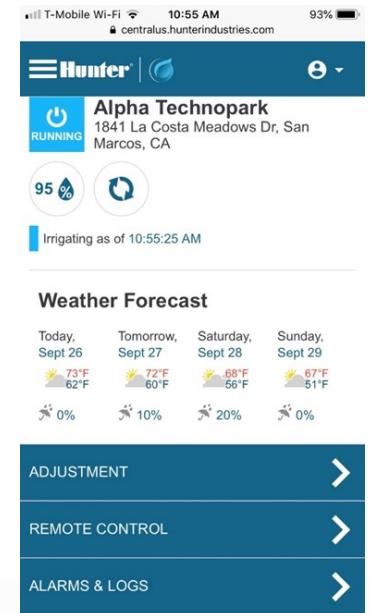 T-Mobile Wi-Fi 10:55 AM 93%
centralus.hunterindustries.com
Hunter®
RUNNING
Alpha Technopark
1841 La Costa Meadows Dr, San
Marcos, CA
95 %
Irrigating as of 10:55:25 AM
Weather Forecast
Today, Tomorrow, Saturday, Sunday,
Sept 26 Sept 27 Sept 28 Sept 29
73°F 72°F 68°F 67°F
62°F 60°F 56°F 51°F
0% 10% 20% 0%
ADJUSTMENT
REMOTE CONTROL
ALARMS & LOGS